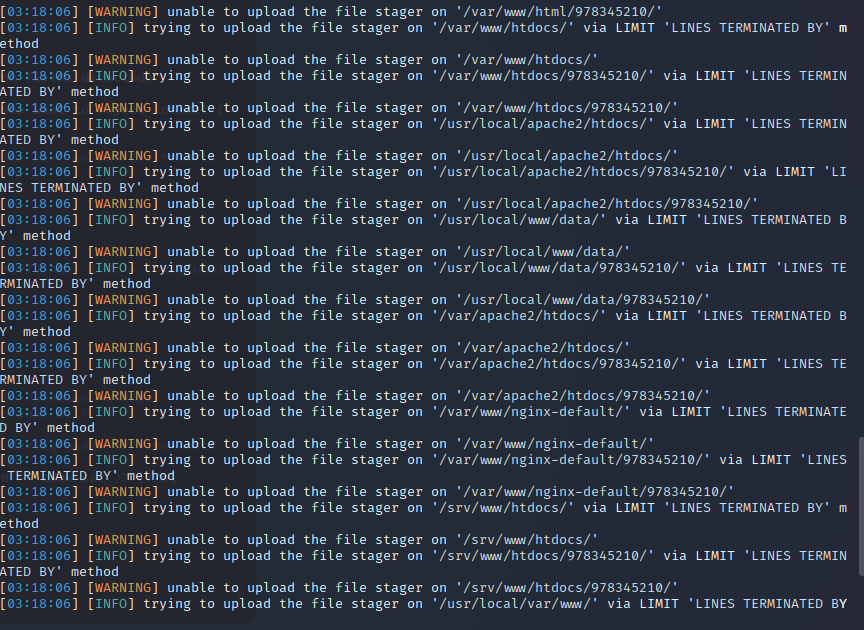 [03:18:06] [WARNING] unable to upload the file stager on '/var/www/html/978345210/'
[03:18:06] [INFO] trying to upload the file stager on '/var/www/htdocs/' via LIMIT 'LINES TERMINATED BY' m
ethod
[03:18:06] [WARNING] unable to upload the file stager on '/var/www/htdocs/'
[03:18:06] [INFO] trying to upload the file stager on '/var/www/htdocs/978345210/' via LIMIT 'LINES TERMIN
ATED BY' method
[03:18:06] [WARNING] unable to upload the file stager on '/var/www/htdocs/978345210/'
[03:18:06] [INFO] trying to upload the file stager on '/usr/local/apache2/htdocs/' via LIMIT 'LINES TERMIN
ATED BY' method
[03:18:06] [WARNING] unable to upload the file stager on '/usr/local/apache2/htdocs/'
[03:18:06] [INFO] trying to upload the file stager on '/usr/local/apache2/htdocs/978345210/' via LIMIT 'LI
NES TERMINATED BY' method
[03:18:06] [WARNING] unable to upload the file stager on '/usr/local/apache2/htdocs/978345210/'
[03:18:06] [INFO] trying to upload the file stager on '/usr/local/www/data/' via LIMIT 'LINES TERMINATED B
Y' method
[03:18:06] [WARNING] unable to upload the file stager on '/usr/local/www/data/'
[03:18:06] [INFO] trying to upload the file stager on '/usr/local/www/data/978345210/' via LIMIT 'LINES TE
RMINATED BY' method
[03:18:06] [WARNING] unable to upload the file stager on '/usr/local/www/data/978345210/'
[03:18:06] [INFO] trying to upload the file stager on '/var/apache2/htdocs/' via LIMIT 'LINES TERMINATED B
Y' method
[03:18:06] [WARNING] unable to upload the file stager on '/var/apache2/htdocs/'
[03:18:06] [INFO] trying to upload the file stager on '/var/apache2/htdocs/978345210/' via LIMIT 'LINES TE
RMINATED BY' method
[03:18:06] [WARNING] unable to upload the file stager on '/var/apache2/htdocs/978345210/'
[03:18:06] [INFO] trying to upload the file stager on '/var/www/nginx-default/' via LIMIT 'LINES TERMINATE
D BY' method
[03:18:06] [WARNING] unable to upload the file stager on '/var/www/nginx-default/'
[03:18:06] [INFO] trying to upload the file stager on '/var/www/nginx-default/978345210/' via LIMIT 'LINES
 TERMINATED BY' method
[03:18:06] [WARNING] unable to upload the file stager on '/var/www/nginx-default/978345210/'
[03:18:06] [INFO] trying to upload the file stager on '/srv/www/htdocs/' via LIMIT 'LINES TERMINATED BY' m
ethod
[03:18:06] [WARNING] unable to upload the file stager on '/srv/www/htdocs/'
[03:18:06] [INFO] trying to upload the file stager on '/srv/www/htdocs/978345210/' via LIMIT 'LINES TERMIN
ATED BY' method
[03:18:06] [WARNING] unable to upload the file stager on '/srv/www/htdocs/978345210/'
[03:18:06] [INFO] trying to upload the file stager on '/usr/local/var/www/' via LIMIT 'LINES TERMINATED BY